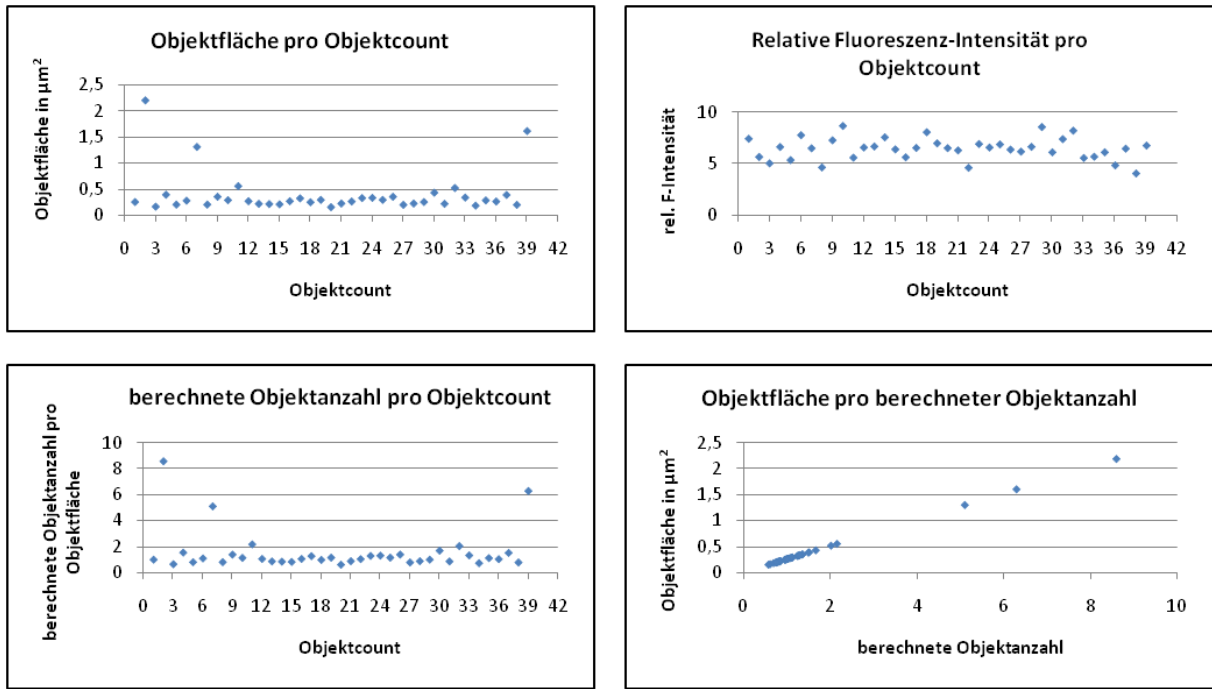 Objektfläche pro Objektcount
Objektfläche in µm²
2,5
2
1,5
1
0,5
0
0 3 6 9 12 15 18 21 24 27 30 33 36 39 42
Objektcount
Relative Fluoreszenz-Intensität pro
Objektcount
rel. F-Intensität
10
5
0
0 3 6 9 12 15 18 21 24 27 30 33 36 39 42
Objektcount
berechnete Objektanzahl pro Objektcount
berechnete Objektanzahl pro
Objektfläche
10
8
6
4
2
0
0 3 6 9 12 15 18 21 24 27 30 33 36 39 42
Objektcount
Objektfläche pro berechneter Objektanzahl
Objektfläche in µm²
2,5
2
1,5
1
0,5
0
0 2 4 6 8 10
berechnete Objektanzahl